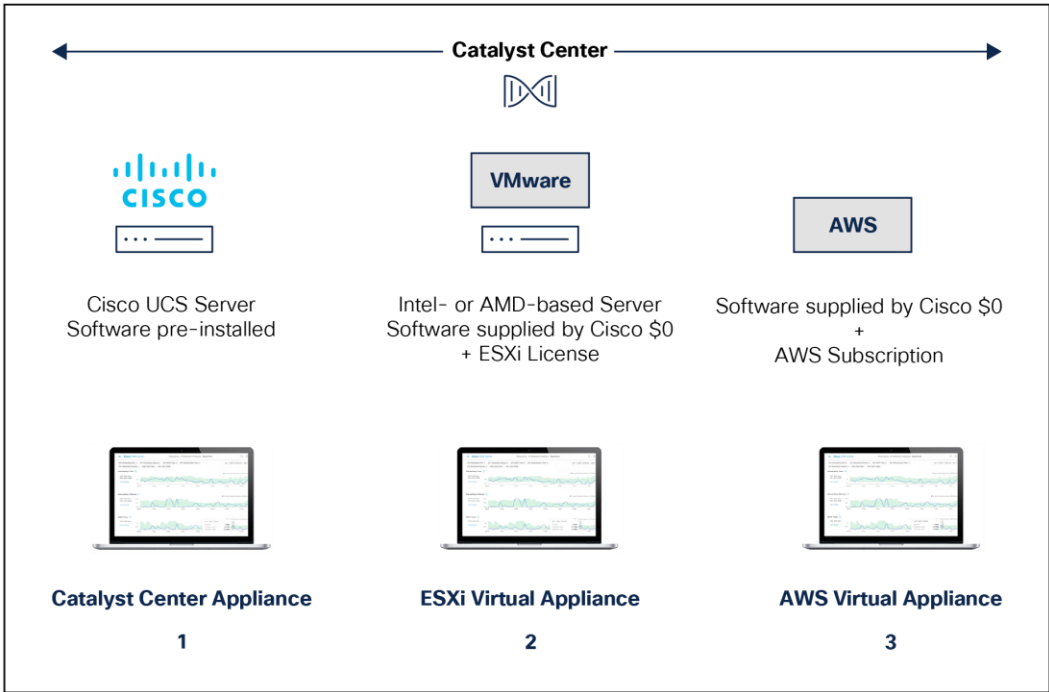 Catalyst Center
CISCO
VMware
AWS
Cisco UCS Server
Software pre-installed
Intel- or AMD-based Server
Software supplied by Cisco $0
+ ESXi License
Software supplied by Cisco $0
+
AWS Subscription
Catalyst Center Appliance
1
ESXi Virtual Appliance
2
AWS Virtual Appliance
3